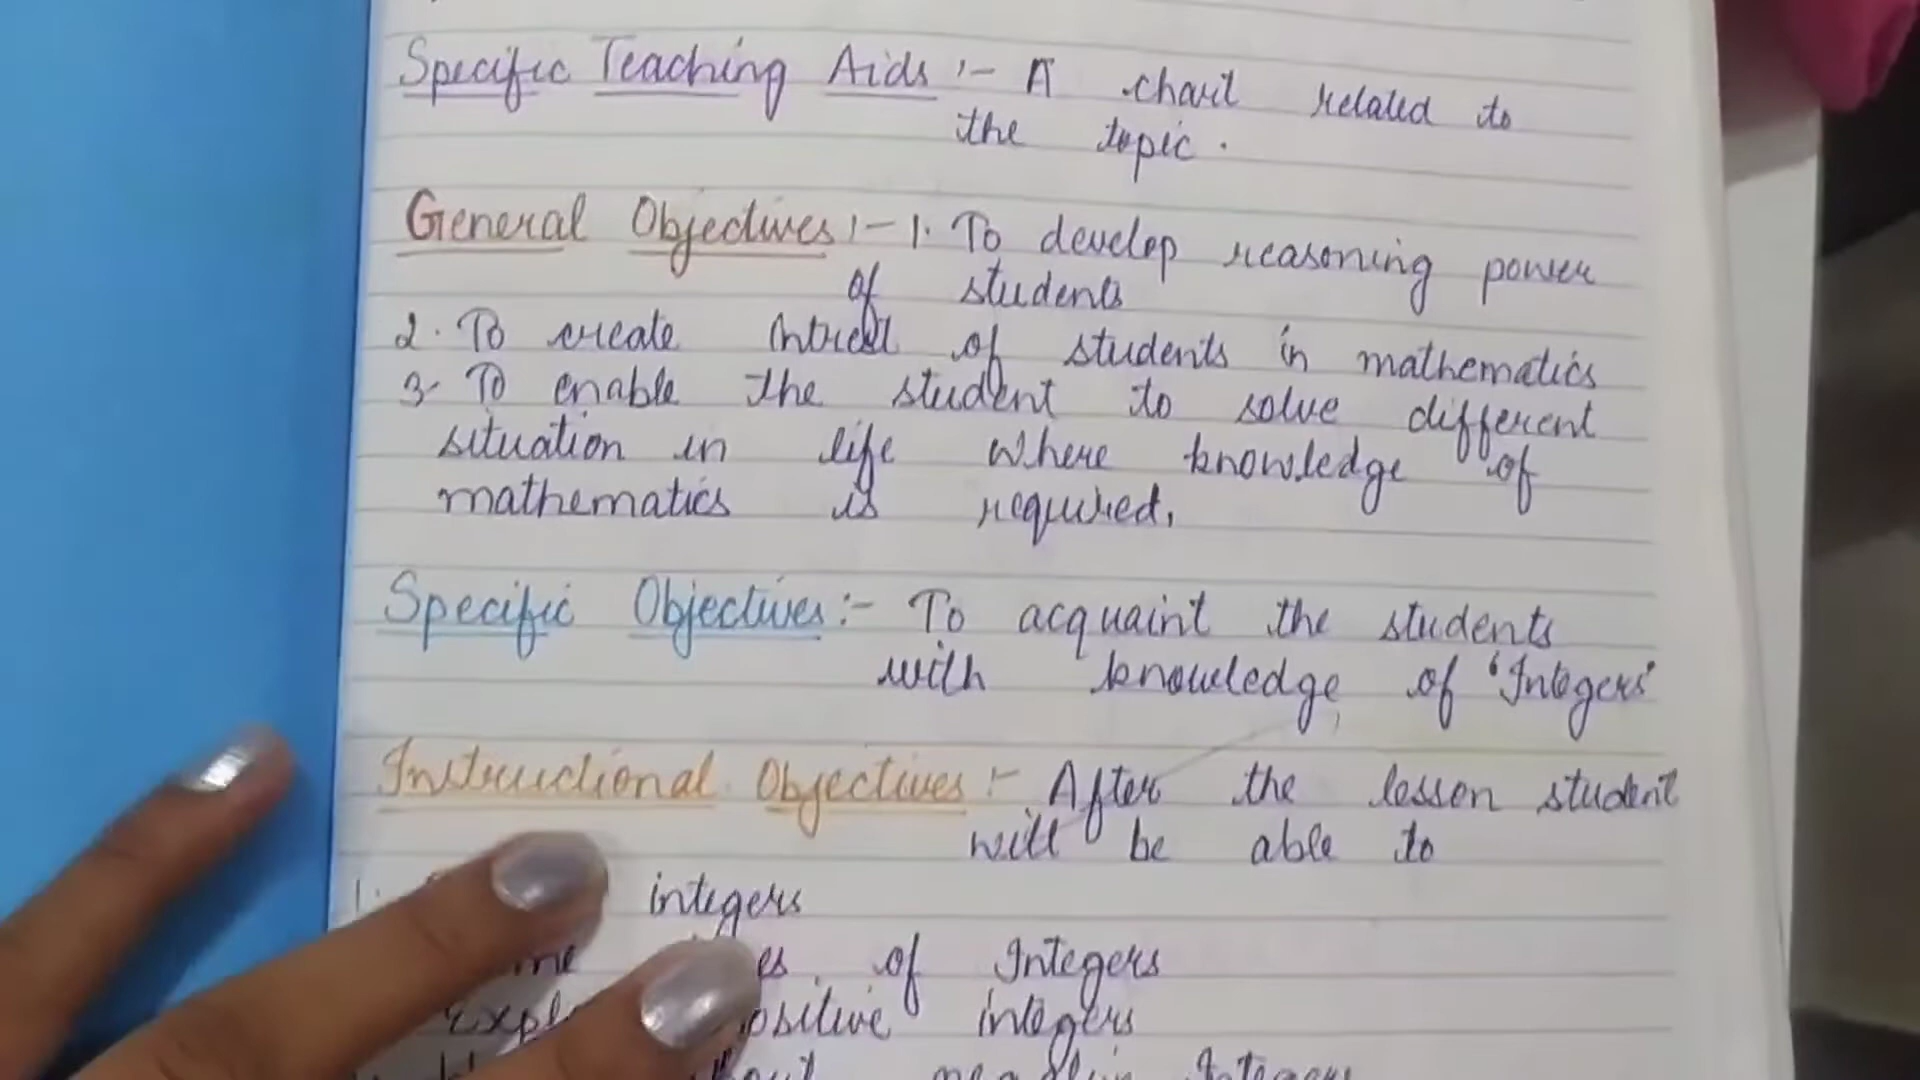 Specific Teaching Aids :- A chart related to
the topic.
General Objectives :- 1. To develop reasoning power
of students
2. To create Intrest of students in mathematics
3- To enable the student to solve different
situation in life where knowledge of
mathematics is required.
Specific Objectives :- To acquaint the students
with knowledge of 'Integers'
Instructional Objectives :- After the lesson student
will be able to
1. integers
of Integers
integers